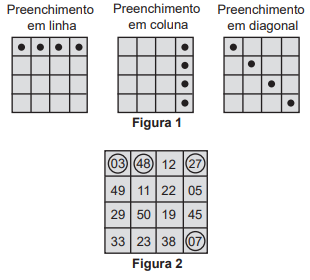 Preenchimento em linha
Preenchimento em coluna
Preenchimento em diagonal
Figura 1
03 48 12 27
49 11 22 05
29 50 19 45
33 23 38 07
Figura 2